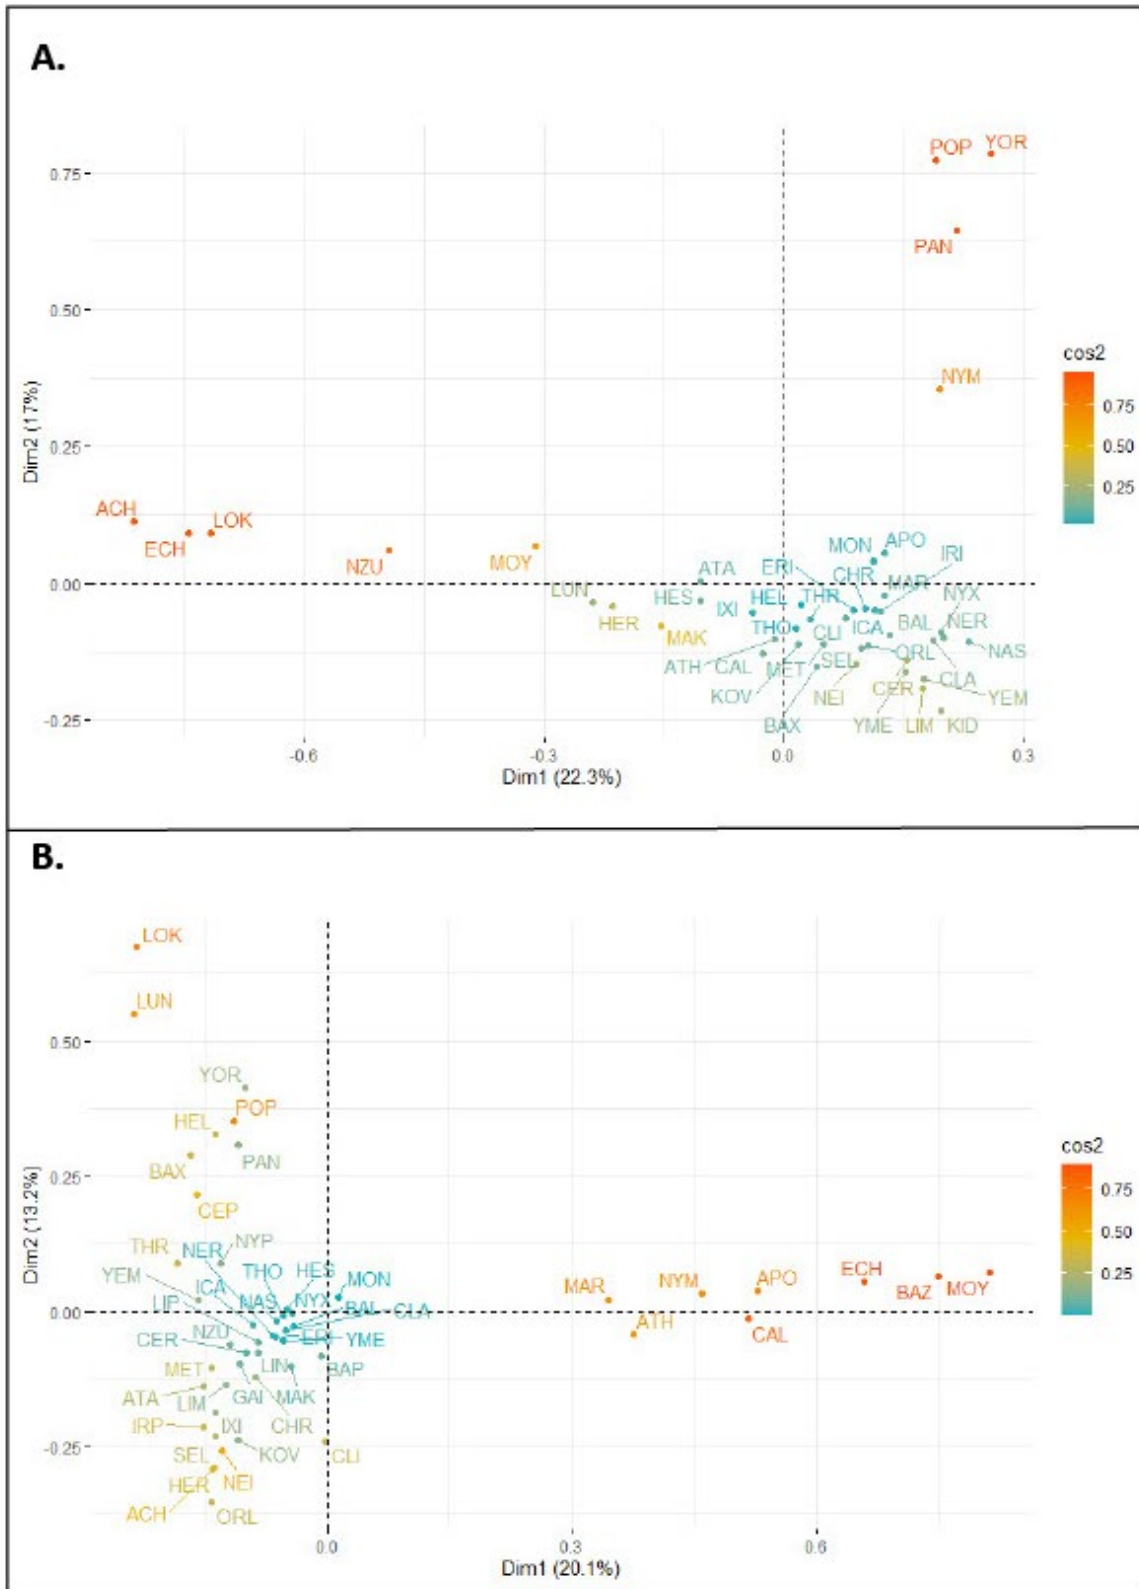 A.
POP YOR
0.75
PAN
0.50
cos2
NYM
0.75
Dim2 (17%)
0.50
0.25
0.25
ACH
LOK
ECH
MON APO
NZU
MOY
ATA
ERI
CHR
IRI
0.00
LUN
HES
HEL
THR
MAR
NYX
HER
IXI
MAK
THO
CLI
ICA
BAL
NER
ATH
CAL
MET
SEL
ORL
NAS
KOV
NEI
CER
CLA
YEM
BAX
YME
LIM
KID
-0.25
-0.6
-0.3
0.0
0.3
Dim1 (22.3%)
B.
LOK
LUN
0.50
YOR
POP
HEL
cos2
BAX
PAN
0.75
0.25
CEP
0.50
Dim2 (13.2%)
THR
NER
NYP
0.25
YEM
THO
HES
MON
ECH
ICA
NAS
NYX
BAL
CLA
MAR
NYM
APO
BAZ
MOY
LIP
0.00
NZU
ERI
YME
ATH
CAL
CER
MET
LIN
BAP
ATA
LIM
GAI
MAK
IRP
IXI
CHR
-0.25
SEL
KOV
CLI
HER
NEI
ACH
ORL
0.0
0.3
0.6
Dim1 (20.1%)